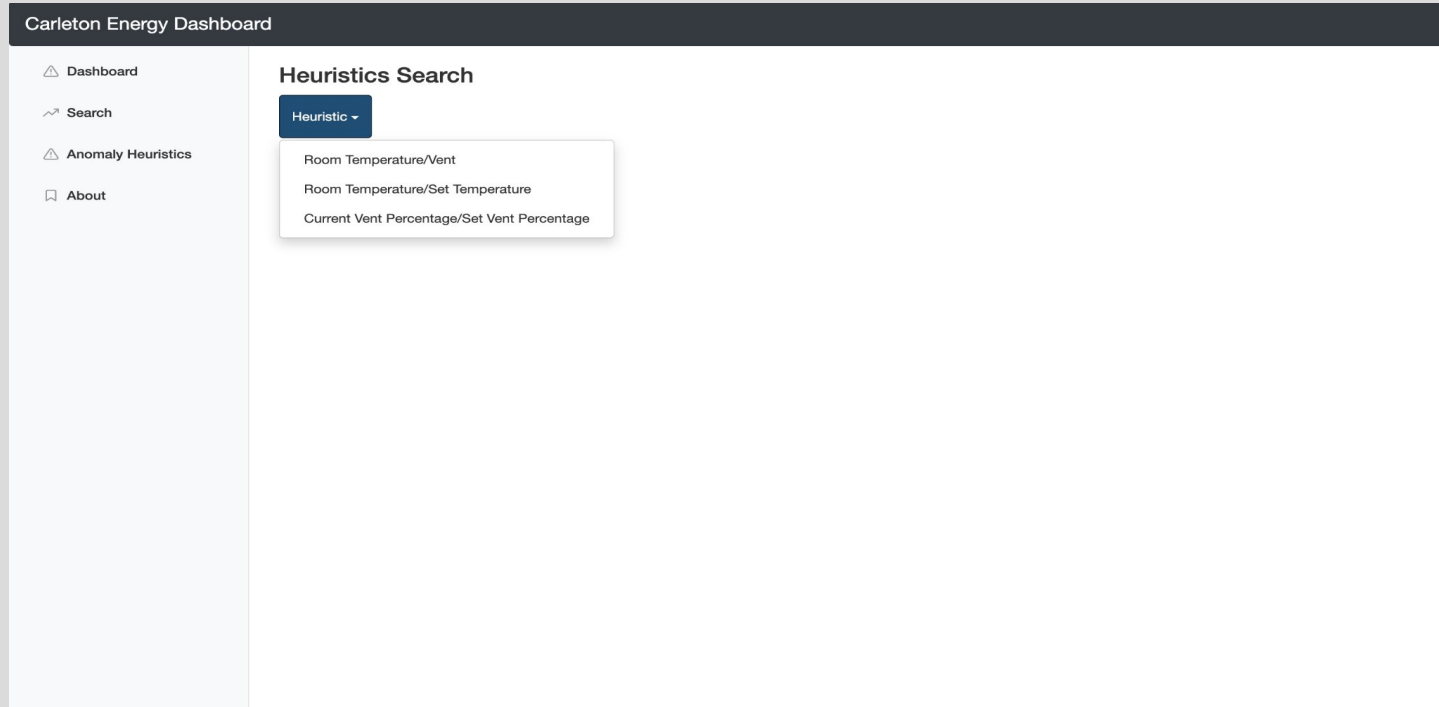 Carleton Energy Dashboard
Dashboard
Search
Anomaly Heuristics
About
Heuristics Search
Heuristic
Room Temperature/Vent
Room Temperature/Set Temperature
Current Vent Percentage/Set Vent Percentage